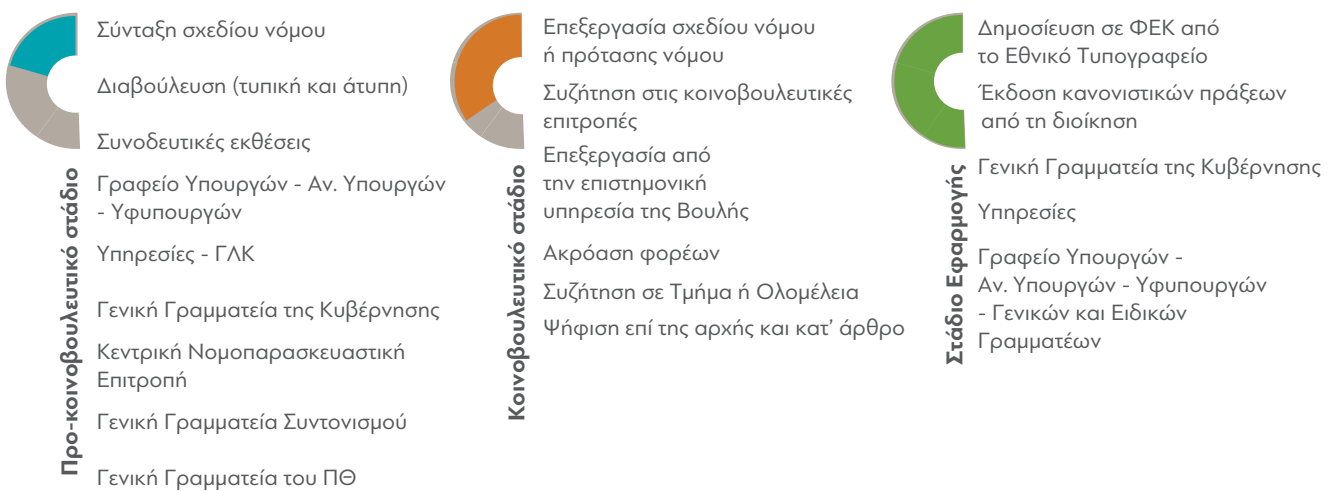 Προ-κοινοβουλευτικό στάδιο
Σύνταξη σχεδίου νόμου
Διαβούλευση (τυπική και άτυπη)
Συνοδευτικές εκθέσεις
Γραφείο Υπουργών - Αν. Υπουργών
- Υφυπουργών
Υπηρεσίες - ΓΛΚ
Γενική Γραμματεία της Κυβέρνησης
Κεντρική Νομοπαρασκευαστική
Επιτροπή
Γενική Γραμματεία Συντονισμού
Γενική Γραμματεία του ΠΘ
Κοινοβουλευτικό στάδιο
Επεξεργασία σχεδίου νόμου
ή πρότασης νόμου
Συζήτηση στις κοινοβουλευτικές
επιτροπές
Επεξεργασία από
την επιστημονική
υπηρεσία της Βουλής
Ακρόαση φορέων
Συζήτηση σε Τμήμα ή Ολομέλεια
Ψήφιση επί της αρχής και κατ’ άρθρο
Στάδιο Εφαρμογής
Δημοσίευση σε ΦΕΚ από
το Εθνικό Τυπογραφείο
Έκδοση κανονιστικών πράξεων
από τη διοίκηση
Γενική Γραμματεία της Κυβέρνησης
Υπηρεσίες
Γραφείο Υπουργών -
Αν. Υπουργών - Υφυπουργών
- Γενικών και Ειδικών
Γραμματέων